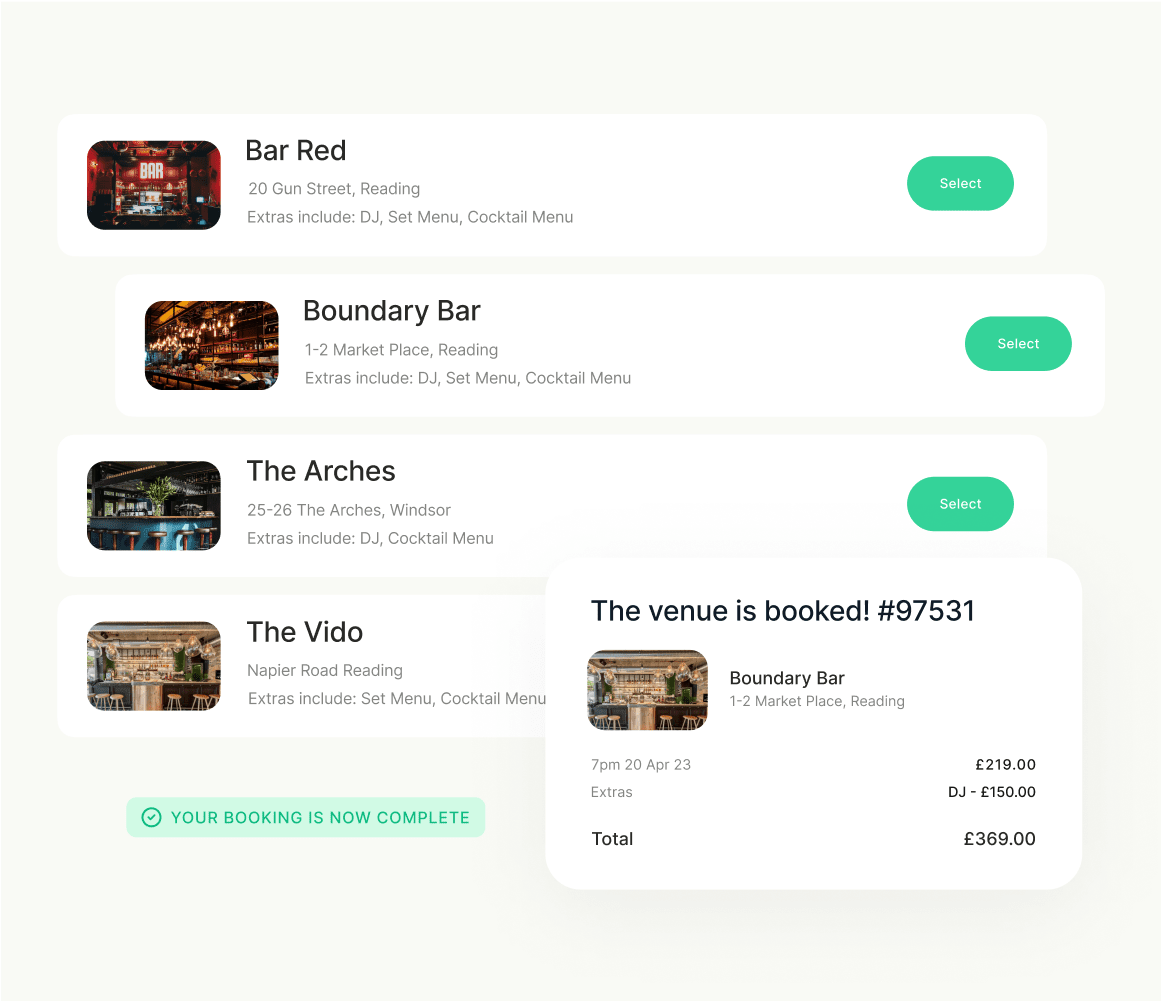 BAR
Bar Red
20 Gun Street, Reading
Extras include: DJ, Set Menu, Cocktail Menu
Select
Boundary Bar
1-2 Market Place, Reading
Extras include: DJ, Set Menu, Cocktail Menu
Select
The Arches
25-26 The Arches, Windsor
Extras include: DJ, Cocktail Menu
Select
The Vido
Napier Road Reading
Extras include: Set Menu, Cocktail Menu
YOUR BOOKING IS NOW COMPLETE
The venue is booked! #97531
Boundary Bar
1-2 Market Place, Reading
7pm 20 Apr 23 £219.00
Extras DJ - £150.00
Total £369.00